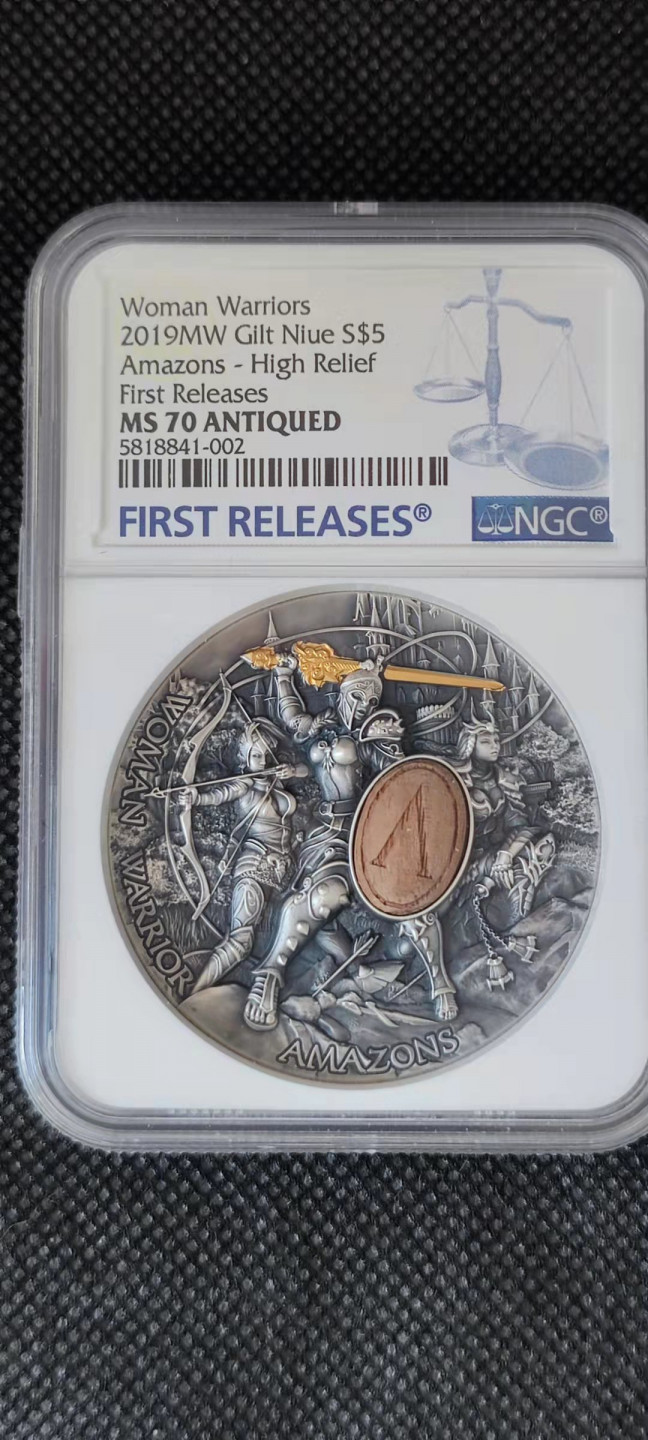 Woman Warriors
2019MW Gilt Niue S$5
Amazons - High Relief
First Releases
MS 70 ANTIQUED
5818841-002
FIRST RELEASES®
NGC®
WOMAN WARRIOR
Λ
AMAZONS